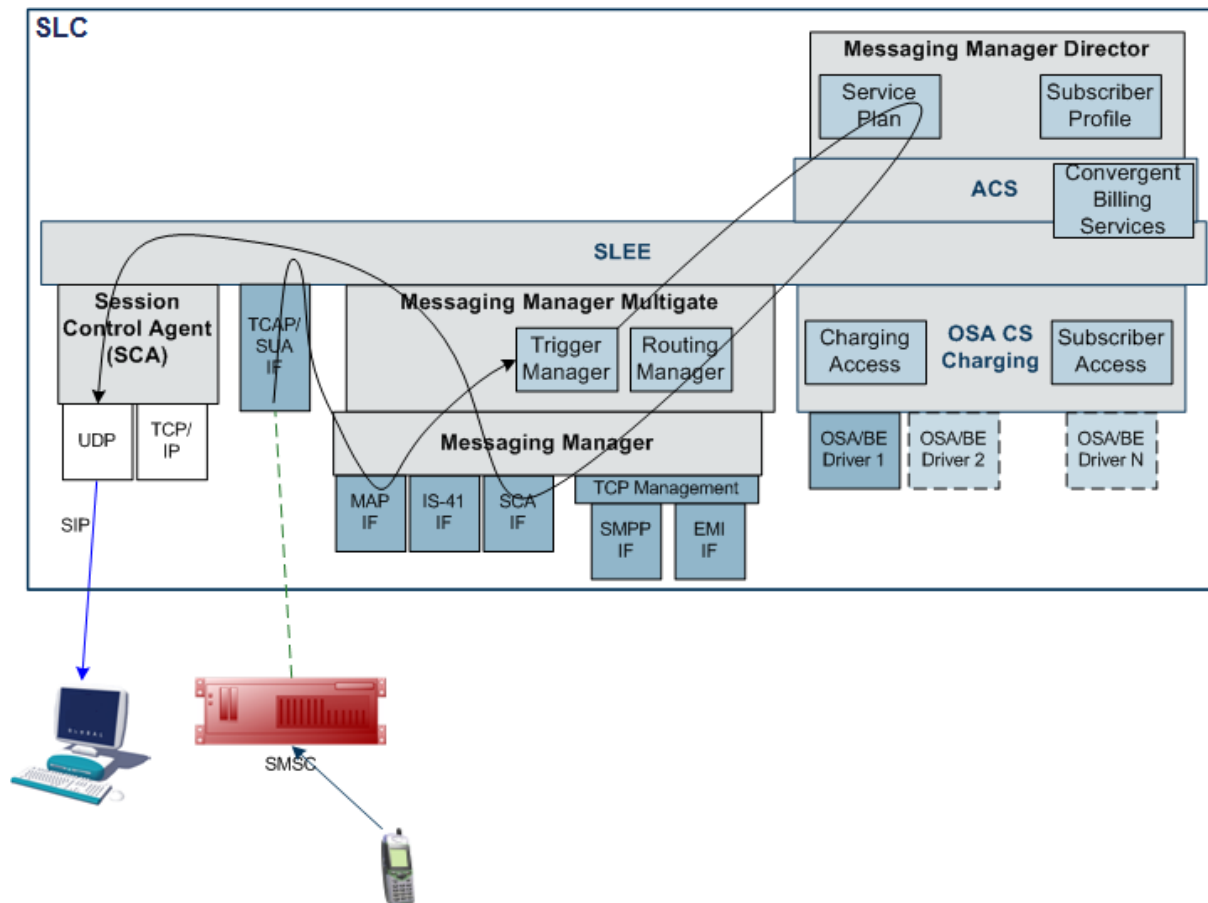 SLC
Messaging Manager Director
Service
Plan
Subscriber
Profile
ACS
Convergent
Billing
Services
SLEE
Session
Control Agent
(SCA)
TCAP/
SUA
IF
Messaging Manager Multigate
Trigger
Manager
Routing
Manager
Charging
Access
OSA CS
Charging
Subscriber
Access
UDP
TCP/
IP
Messaging Manager
OSA/BE
Driver 1
OSA/BE
Driver 2
OSA/BE
Driver N
MAP
IF
IS-41
IF
SCA
IF
TCP Management
SMPP
IF
EMI
IF
SIP
GLOBAL
SMSC